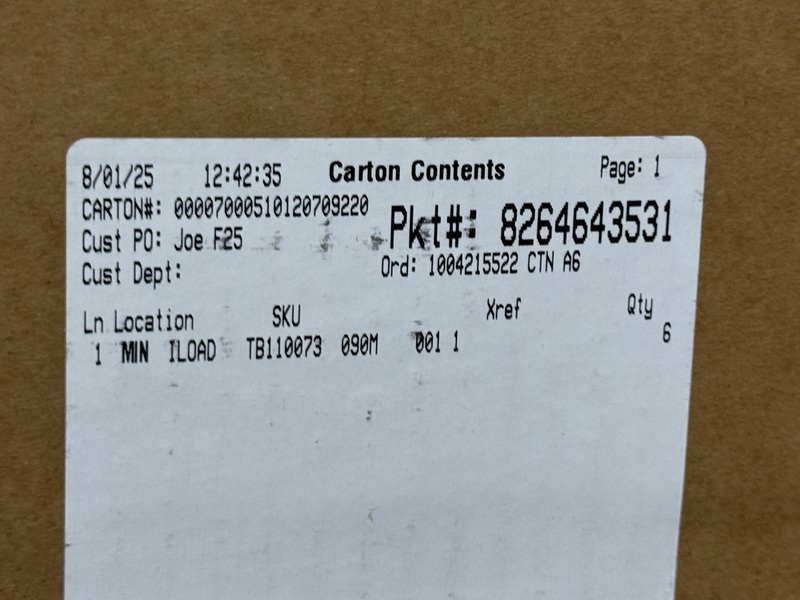 8/01/25 12:42:35 Carton Contents Page: 1
CARTON#: 00007000510120709220 Pkt#: 8264643531
Cust PO: Joe F25
Cust Dept: Ord: 1004215522 CTN A6
Ln Location SKU Xref Qty
1 MIN ILOAD TB110073 090M 001 1 6